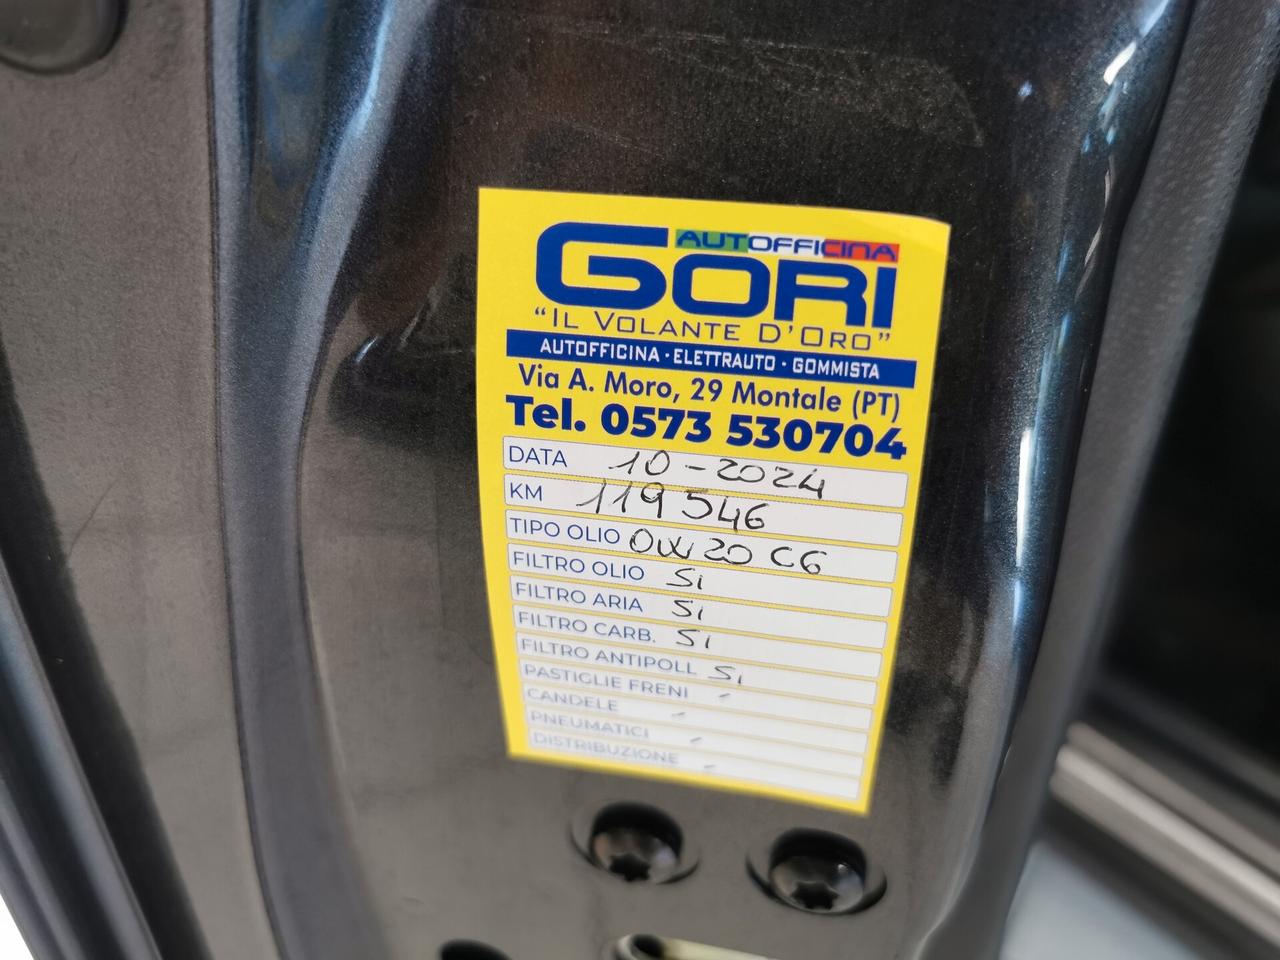 AUTOFFICINA
GORI
“IL VOLANTE D'ORO”
AUTOFFICINA · ELETTRAUTO · GOMMISTA
Via A. Moro, 29 Montale (PT)
Tel. 0573 530704
DATA 10-2024
KM 119546
TIPO OLIO 0W20 C6
FILTRO OLIO Si
FILTRO ARIA Si
FILTRO CARB. Si
FILTRO ANTIPOLL Si
PASTIGLIE FRENI -
CANDELE -
PNEUMATICI -
DISTRIBUZIONE -